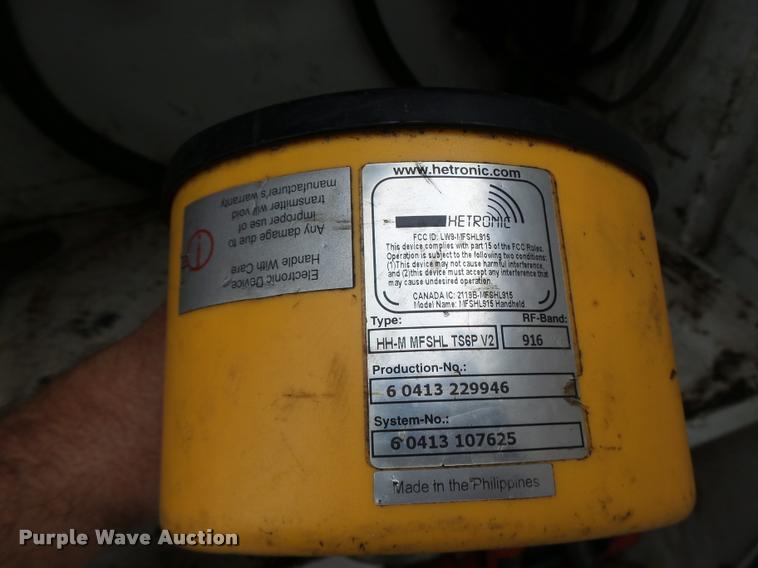 www.hetronic.com
HETRONIC
FCC ID: LW9-MFSHL915
This device complies with part 15 of the FCC Rules.
Operation is subject to the following two conditions:
(1)This device may not cause harmful interference,
and (2)this device must accept any interference that
may cause undesired operation.
CANADA IC: 2119B-MFSHL915
Model Name: MFSHL915 Handheld
Type: RF-Band:
HH-M MFSHL TS6P V2 916
Production-No.:
6 0413 229946
System-No.:
6 0413 107625
Made in the Philippines
Electronic Device
Handle With Care
Any damage due to
improper use of
transmitter will void
manufacturer's warranty
Purple Wave Auction